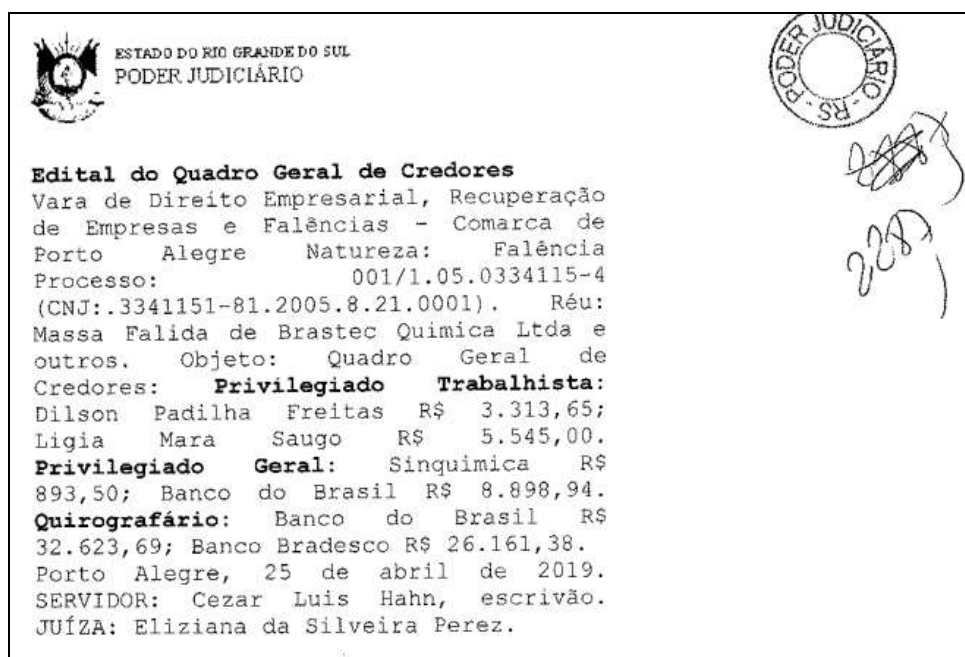 ESTADO DO RIO GRANDE DO SUL
PODER JUDICIÁRIO
PODER JUDICIÁRIO - RS -
Edital do Quadro Geral de Credores
Vara de Direito Empresarial, Recuperação
de Empresas e Falências - Comarca de
Porto Alegre Natureza: Falência
Processo: 001/1.05.0334115-4
(CNJ:.3341151-81.2005.8.21.0001). Réu:
Massa Falida de Brastec Quimica Ltda e
outros. Objeto: Quadro Geral de
Credores: Privilegiado Trabalhista:
Dilson Padilha Freitas R$ 3.313,65;
Ligia Mara Saugo R$ 5.545,00.
Privilegiado Geral: Sinquimica R$
893,50; Banco do Brasil R$ 8.898,94.
Quirografário: Banco do Brasil R$
32.623,69; Banco Bradesco R$ 26.161,38.
Porto Alegre, 25 de abril de 2019.
SERVIDOR: Cezar Luis Hahn, escrivão.
JUÍZA: Eliziana da Silveira Perez.